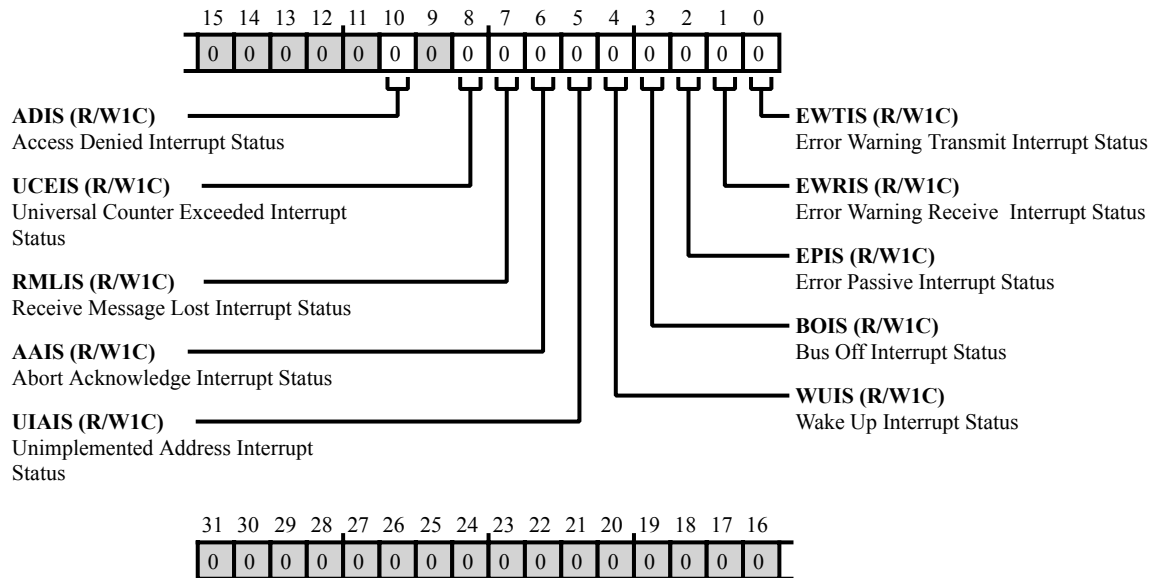 15 14 13 12 11 10 9 8 7 6 5 4 3 2 1 0
0 0 0 0 0 0 0 0 0 0 0 0 0 0 0 0
ADIS (R/W1C)
Access Denied Interrupt Status
UCEIS (R/W1C)
Universal Counter Exceeded Interrupt
Status
RMLIS (R/W1C)
Receive Message Lost Interrupt Status
AAIS (R/W1C)
Abort Acknowledge Interrupt Status
UIAIS (R/W1C)
Unimplemented Address Interrupt
Status
EWTIS (R/W1C)
Error Warning Transmit Interrupt Status
EWRIS (R/W1C)
Error Warning Receive Interrupt Status
EPIS (R/W1C)
Error Passive Interrupt Status
BOIS (R/W1C)
Bus Off Interrupt Status
WUIS (R/W1C)
Wake Up Interrupt Status
31 30 29 28 27 26 25 24 23 22 21 20 19 18 17 16
0 0 0 0 0 0 0 0 0 0 0 0 0 0 0 0